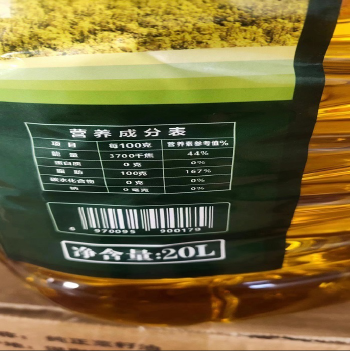 营养成分表
项目 每100克 营养素参考值%
能量 3700千焦 44%
蛋白质 0克 0%
脂肪 100克 167%
碳水化合物 0克 0%
钠 0毫克 0%
6 970095 900179
净含量:20L